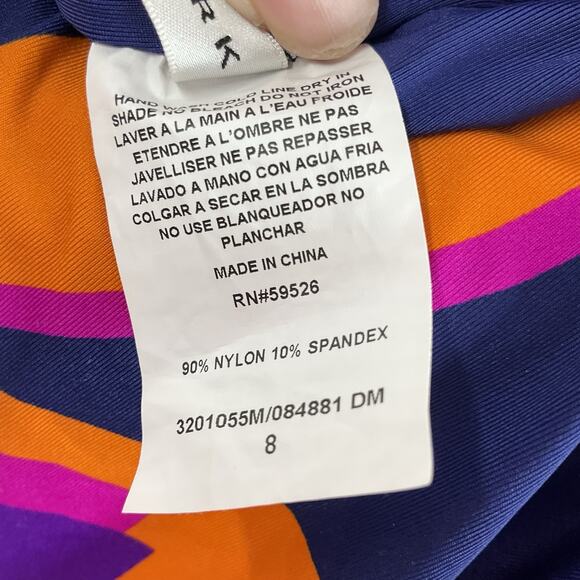 R K
HAND WASH COLD LINE DRY IN
SHADE NO BLEACH DO NOT IRON
LAVER A LA MAIN A L'EAU FROIDE
ETENDRE A L'OMBRE NE PAS
JAVELLISER NE PAS REPASSER
LAVADO A MANO CON AGUA FRIA
COLGAR A SECAR EN LA SOMBRA
NO USE BLANQUEADOR NO
PLANCHAR
MADE IN CHINA
RN#59526
90% NYLON 10% SPANDEX
3201055M/084881 DM
8